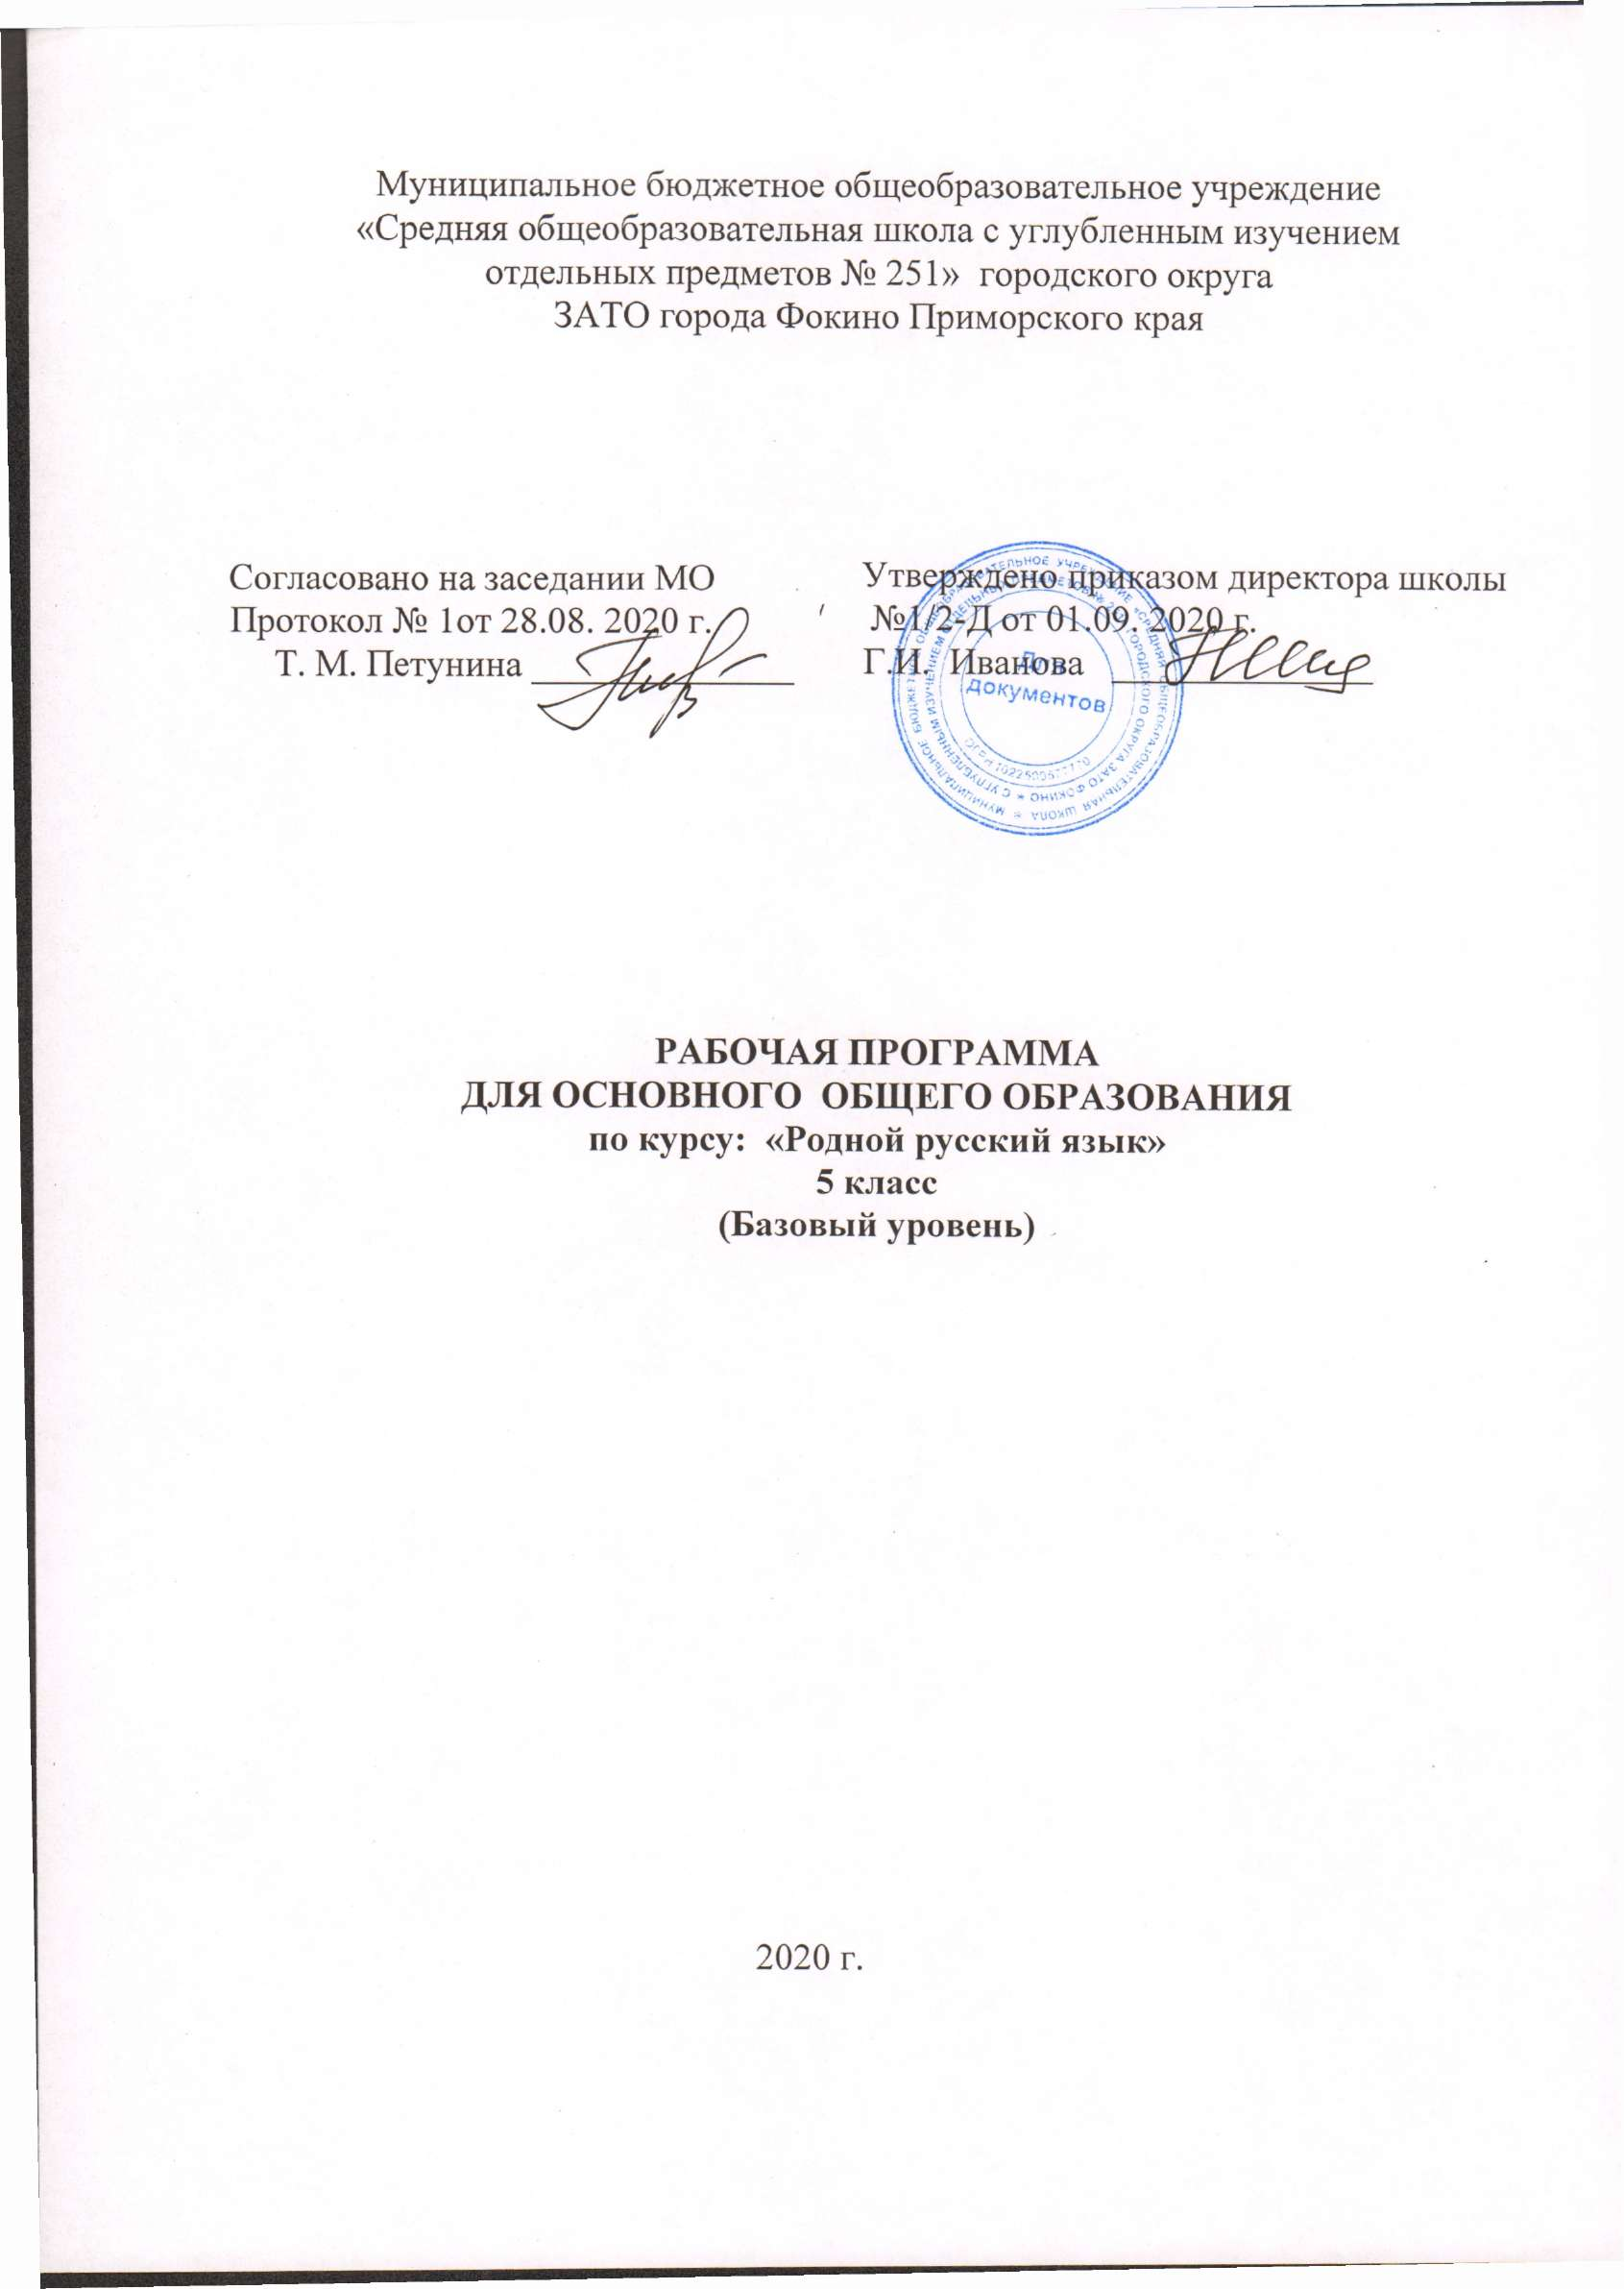 Муниципальное бюджетное общеобразовательное учреждение
«Средняя общеобразовательная школа с углубленным изучением
отдельных предметов № 251» городского округа
ЗАТО города Фокино Приморского края
Согласовано на заседании МО
Протокол № 1от 28.08. 2020 г.
Т. М. Петунина
Утверждено приказом директора школы
№1/2-Д от 01.09. 2020 г.
Г.И. Иванова
Для
документов
РАБОЧАЯ ПРОГРАММА
ДЛЯ ОСНОВНОГО ОБЩЕГО ОБРАЗОВАНИЯ
по курсу: «Родной русский язык»
5 класс
(Базовый уровень)
2020 г.